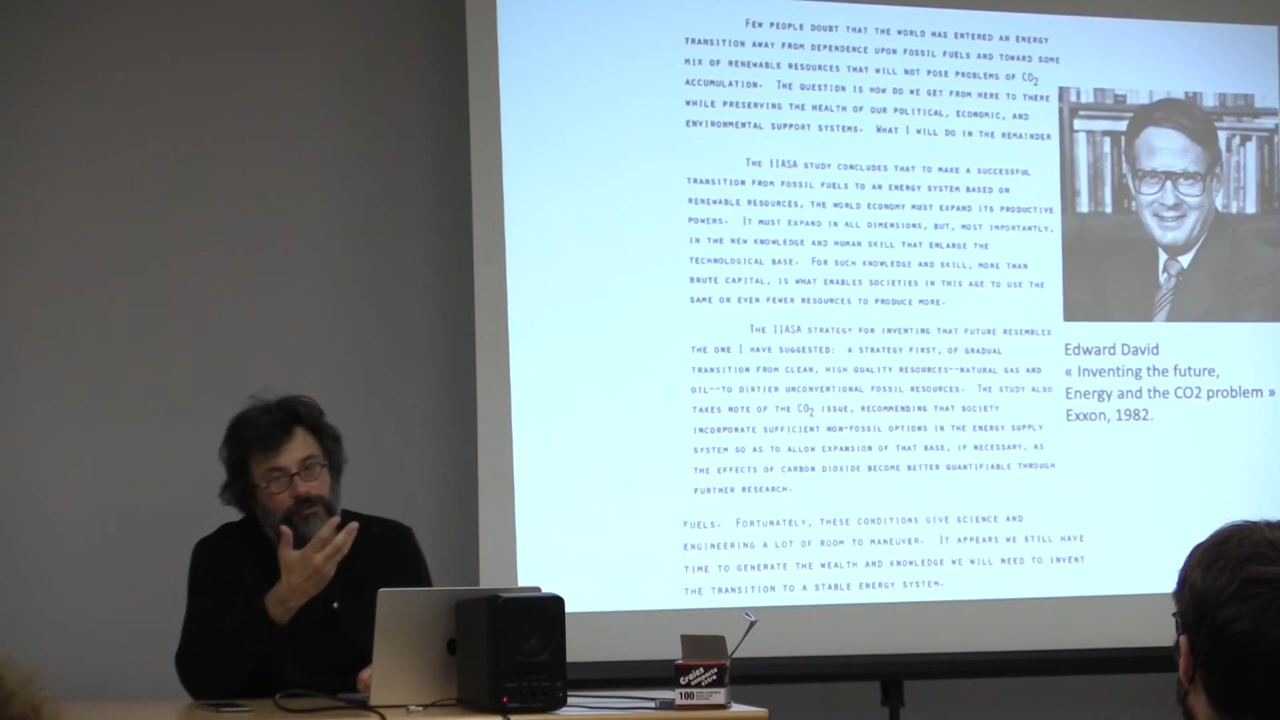 FEW PEOPLE DOUBT THAT THE WORLD HAS ENTERED AN ENERGY
TRANSITION AWAY FROM DEPENDENCE UPON FOSSIL FUELS AND TOWARD SOME
MIX OF RENEWABLE RESOURCES THAT WILL NOT POSE PROBLEMS OF CO2
ACCUMULATION. THE QUESTION IS HOW DO WE GET FROM HERE TO THERE
WHILE PRESERVING THE HEALTH OF OUR POLITICAL, ECONOMIC, AND
ENVIRONMENTAL SUPPORT SYSTEMS. WHAT I WILL DO IN THE REMAINDER
THE IIASA STUDY CONCLUDES THAT TO MAKE A SUCCESSFUL
TRANSITION FROM FOSSIL FUELS TO AN ENERGY SYSTEM BASED ON
RENEWABLE RESOURCES, THE WORLD ECONOMY MUST EXPAND ITS PRODUCTIVE
POWERS. IT MUST EXPAND IN ALL DIMENSIONS, BUT, MOST IMPORTANTLY,
IN THE NEW KNOWLEDGE AND HUMAN SKILL THAT ENLARGE THE
TECHNOLOGICAL BASE. FOR SUCH KNOWLEDGE AND SKILL, MORE THAN
BRUTE CAPITAL, IS WHAT ENABLES SOCIETIES IN THIS AGE TO USE THE
SAME OR EVEN FEWER RESOURCES TO PRODUCE MORE.
THE IIASA STRATEGY FOR INVENTING THAT FUTURE RESEMBLES
THE ONE I HAVE SUGGESTED: A STRATEGY FIRST, OF GRADUAL
TRANSITION FROM CLEAN, HIGH QUALITY RESOURCES--NATURAL GAS AND
OIL--TO DIRTIER UNCONVENTIONAL FOSSIL RESOURCES. THE STUDY ALSO
TAKES NOTE OF THE CO2 ISSUE, RECOMMENDING THAT SOCIETY
INCORPORATE SUFFICIENT NON-FOSSIL OPTIONS IN THE ENERGY SUPPLY
SYSTEM SO AS TO ALLOW EXPANSION OF THAT BASE, IF NECESSARY, AS
THE EFFECTS OF CARBON DIOXIDE BECOME BETTER QUANTIFIABLE THROUGH
FURTHER RESEARCH.
FUELS. FORTUNATELY, THESE CONDITIONS GIVE SCIENCE AND
ENGINEERING A LOT OF ROOM TO MANEUVER. IT APPEARS WE STILL HAVE
TIME TO GENERATE THE WEALTH AND KNOWLEDGE WE WILL NEED TO INVENT
THE TRANSITION TO A STABLE ENERGY SYSTEM.
Edward David
« Inventing the future,
Energy and the CO2 problem »
Exxon, 1982.
Craies
100